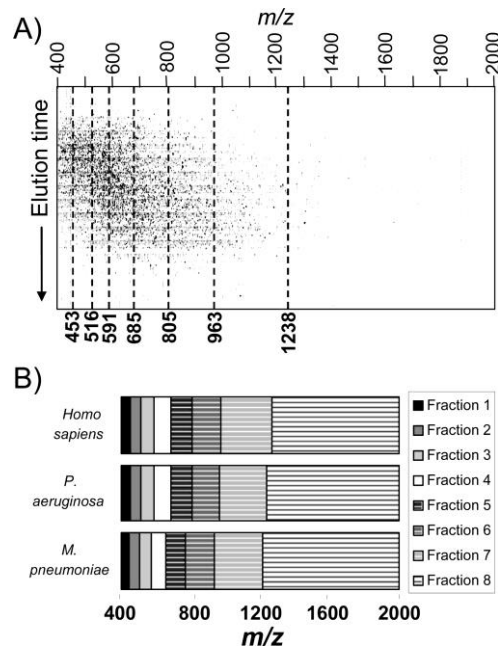 A)
m/z
400 600 800 1000 1200 1400 1600 1800 2000
Elution time
453 516 591 685 805 963 1238
B)
Homo
sapiens
P.
aeruginosa
M.
pneumoniae
Fraction 1
Fraction 2
Fraction 3
Fraction 4
Fraction 5
Fraction 6
Fraction 7
Fraction 8
400 800 1200 1600 2000
m/z